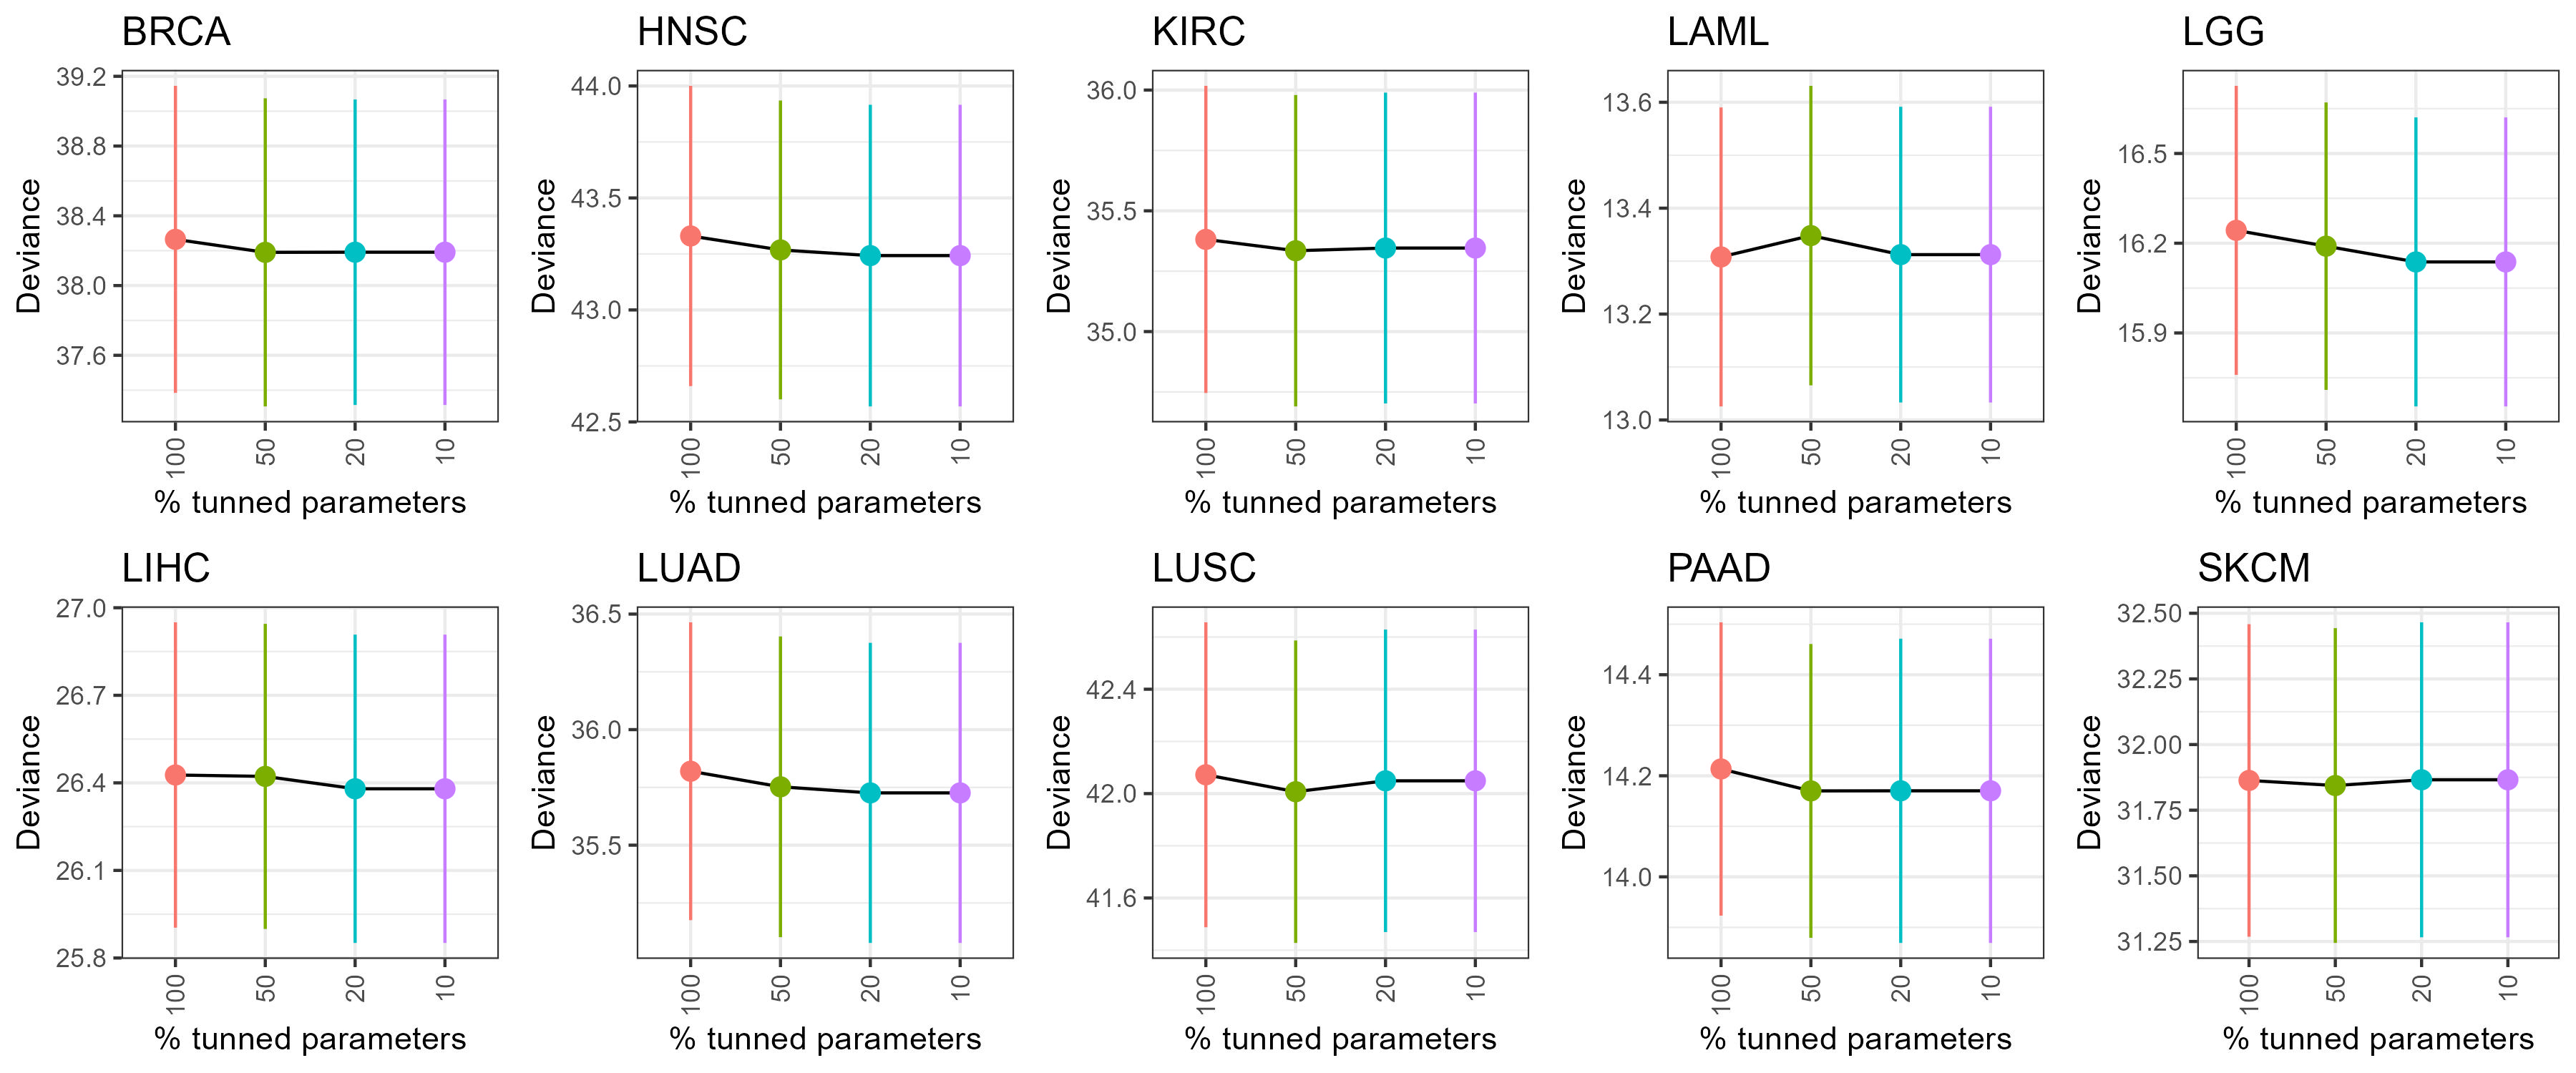 BRCA
39.2
38.8
38.4
38.0
37.6
Deviance
100
50
20
10
% tunned parameters
HNSC
44.0
43.5
43.0
42.5
Deviance
100
50
20
10
% tunned parameters
KIRC
36.0
35.5
35.0
Deviance
100
50
20
10
% tunned parameters
LAML
13.6
13.4
13.2
13.0
Deviance
100
50
20
10
% tunned parameters
LGG
16.5
16.2
15.9
Deviance
100
50
20
10
% tunned parameters
LIHC
27.0
26.7
26.4
26.1
25.8
Deviance
100
50
20
10
% tunned parameters
LUAD
36.5
36.0
35.5
Deviance
100
50
20
10
% tunned parameters
LUSC
42.4
42.0
41.6
Deviance
100
50
20
10
% tunned parameters
PAAD
14.4
14.2
14.0
Deviance
100
50
20
10
% tunned parameters
SKCM
32.50
32.25
32.00
31.75
31.50
31.25
Deviance
100
50
20
10
% tunned parameters